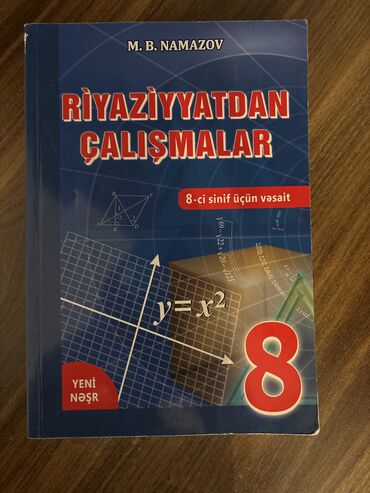 M. B. NAMAZOV
RİYAZİYYATDAN
ÇALIŞMALAR
8-ci sinif üçün vəsait
y=x²
8
YENİ
NƏŞR